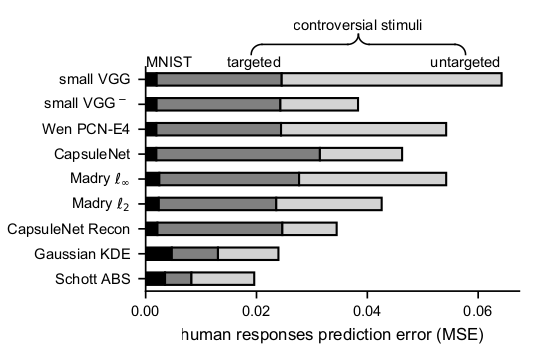 controversial stimuli
MNIST targeted untargeted
small VGG
small VGG⁻
Wen PCN-E4
CapsuleNet
Madry ℓ∞
Madry ℓ₂
CapsuleNet Recon
Gaussian KDE
Schott ABS
0.00 0.02 0.04 0.06
human responses prediction error (MSE)